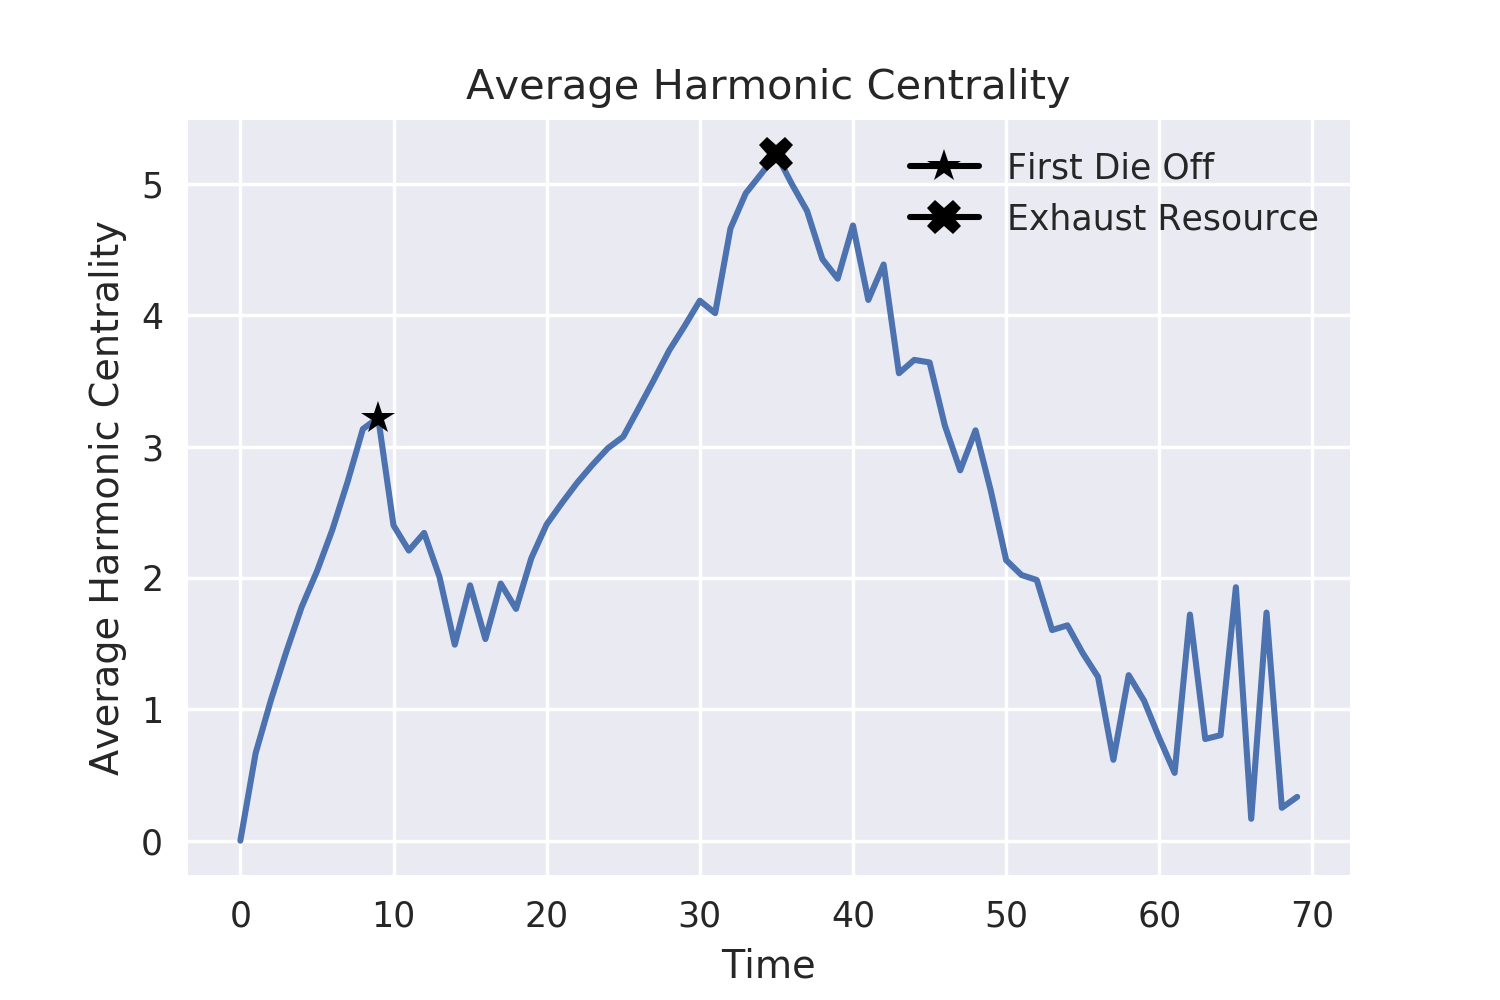 Average Harmonic Centrality
First Die Off
Exhaust Resource
Average Harmonic Centrality
5
4
3
2
1
0
0 10 20 30 40 50 60 70
Time